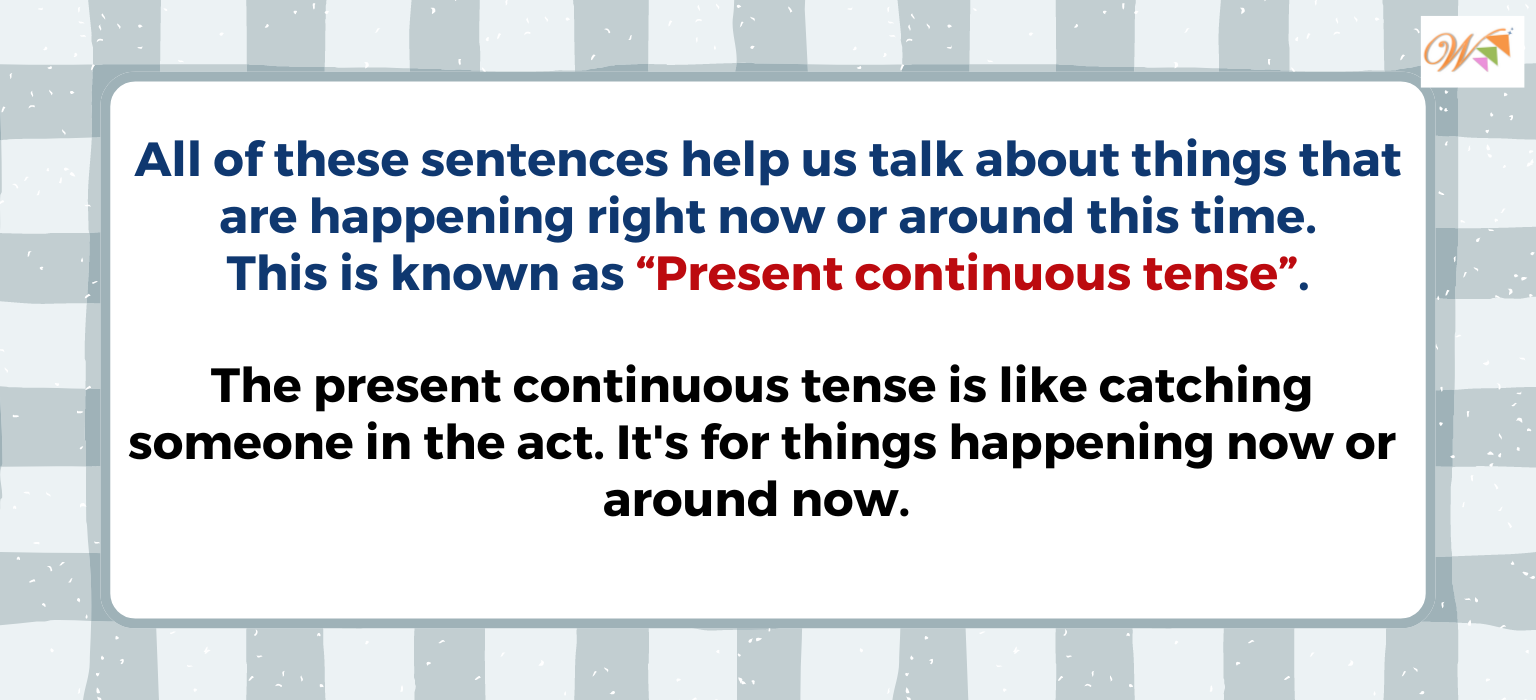 W
All of these sentences help us talk about things that
are happening right now or around this time.
This is known as “Present continuous tense”.
The present continuous tense is like catching
someone in the act. It's for things happening now or
around now.